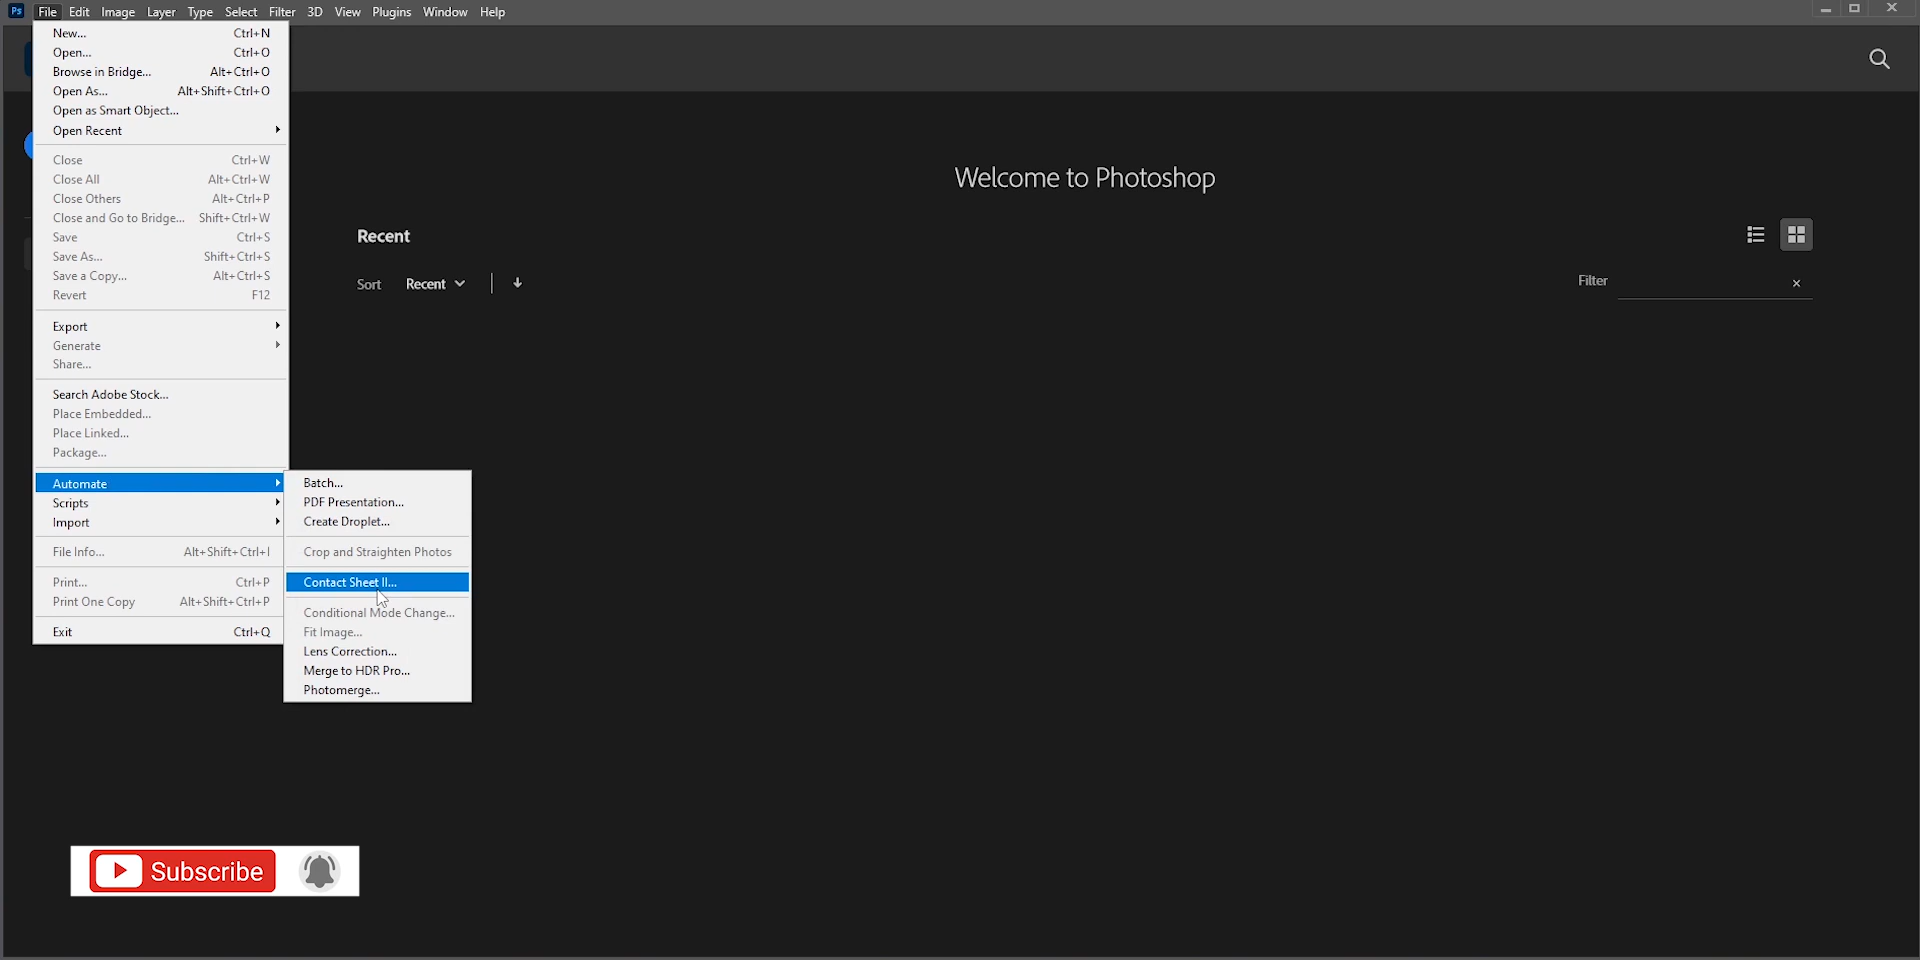 Ps File Edit Image Layer Type Select Filter 3D View Plugins Window Help
New... Ctrl+N
Open... Ctrl+O
Browse in Bridge... Alt+Ctrl+O
Open As... Alt+Shift+Ctrl+O
Open as Smart Object...
Open Recent
Close Ctrl+W
Close All Alt+Ctrl+W
Close Others Alt+Ctrl+P
Close and Go to Bridge... Shift+Ctrl+W
Save Ctrl+S
Save As... Shift+Ctrl+S
Save a Copy... Alt+Ctrl+S
Revert F12
Export
Generate
Share...
Search Adobe Stock...
Place Embedded...
Place Linked...
Package...
Automate
Scripts
Import
File Info... Alt+Shift+Ctrl+I
Print... Ctrl+P
Print One Copy Alt+Shift+Ctrl+P
Exit Ctrl+Q
Batch...
PDF Presentation...
Create Droplet...
Crop and Straighten Photos
Contact Sheet II...
Conditional Mode Change...
Fit Image...
Lens Correction...
Merge to HDR Pro...
Photomerge...
Welcome to Photoshop
Recent
Sort Recent
Filter
Subscribe